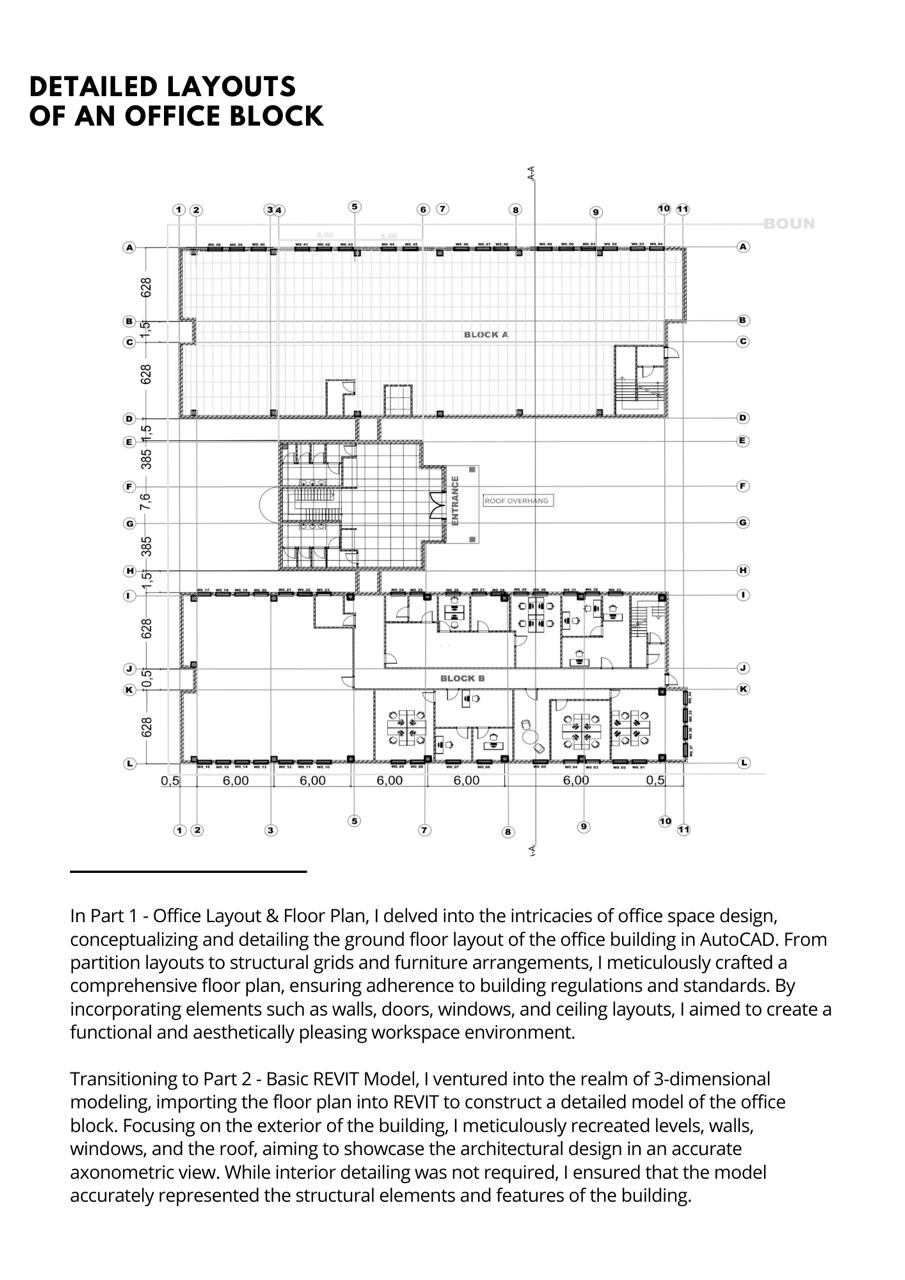 DETAILED LAYOUTS
OF AN OFFICE BLOCK
A-A
1 2 3 4 5 6 7 8 9 10 11
BOUN
5,00 5,00
A A
628
B B
1,5
BLOCK A
C C
628
D D
1,5
E E
385
F F
7,6
ENTRANCE
ROOF OVERHANG
G G
385
H H
1,5
I I
628
J J
0,5
BLOCK B
K K
628
L L
0,5 6,00 6,00 6,00 6,00 6,00 0,5
1 2 3 5 7 8 9 10 11
In Part 1 - Office Layout & Floor Plan, I delved into the intricacies of office space design,
conceptualizing and detailing the ground floor layout of the office building in AutoCAD. From
partition layouts to structural grids and furniture arrangements, I meticulously crafted a
comprehensive floor plan, ensuring adherence to building regulations and standards. By
incorporating elements such as walls, doors, windows, and ceiling layouts, I aimed to create a
functional and aesthetically pleasing workspace environment.
Transitioning to Part 2 - Basic REVIT Model, I ventured into the realm of 3-dimensional
modeling, importing the floor plan into REVIT to construct a detailed model of the office
block. Focusing on the exterior of the building, I meticulously recreated levels, walls,
windows, and the roof, aiming to showcase the architectural design in an accurate
axonometric view. While interior detailing was not required, I ensured that the model
accurately represented the structural elements and features of the building.